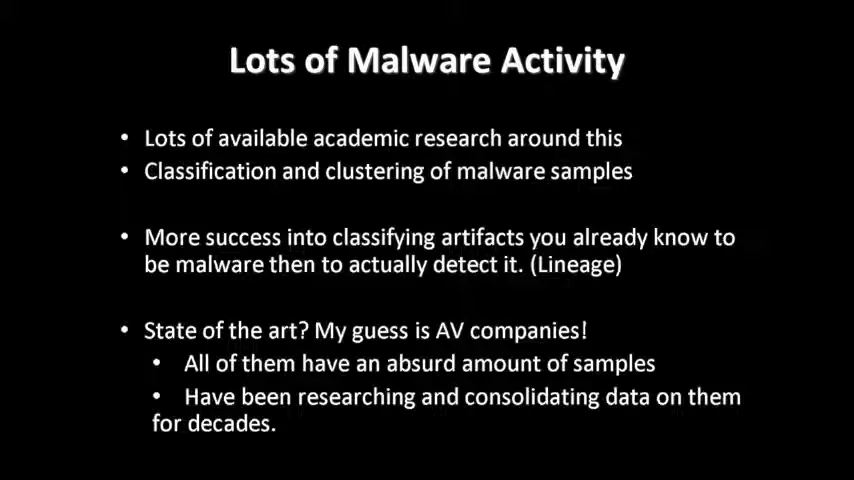 Lots of Malware Activity
• Lots of available academic research around this
• Classification and clustering of malware samples
• More success into classifying artifacts you already know to
be malware then to actually detect it. (Lineage)
• State of the art? My guess is AV companies!
• All of them have an absurd amount of samples
• Have been researching and consolidating data on them
for decades.